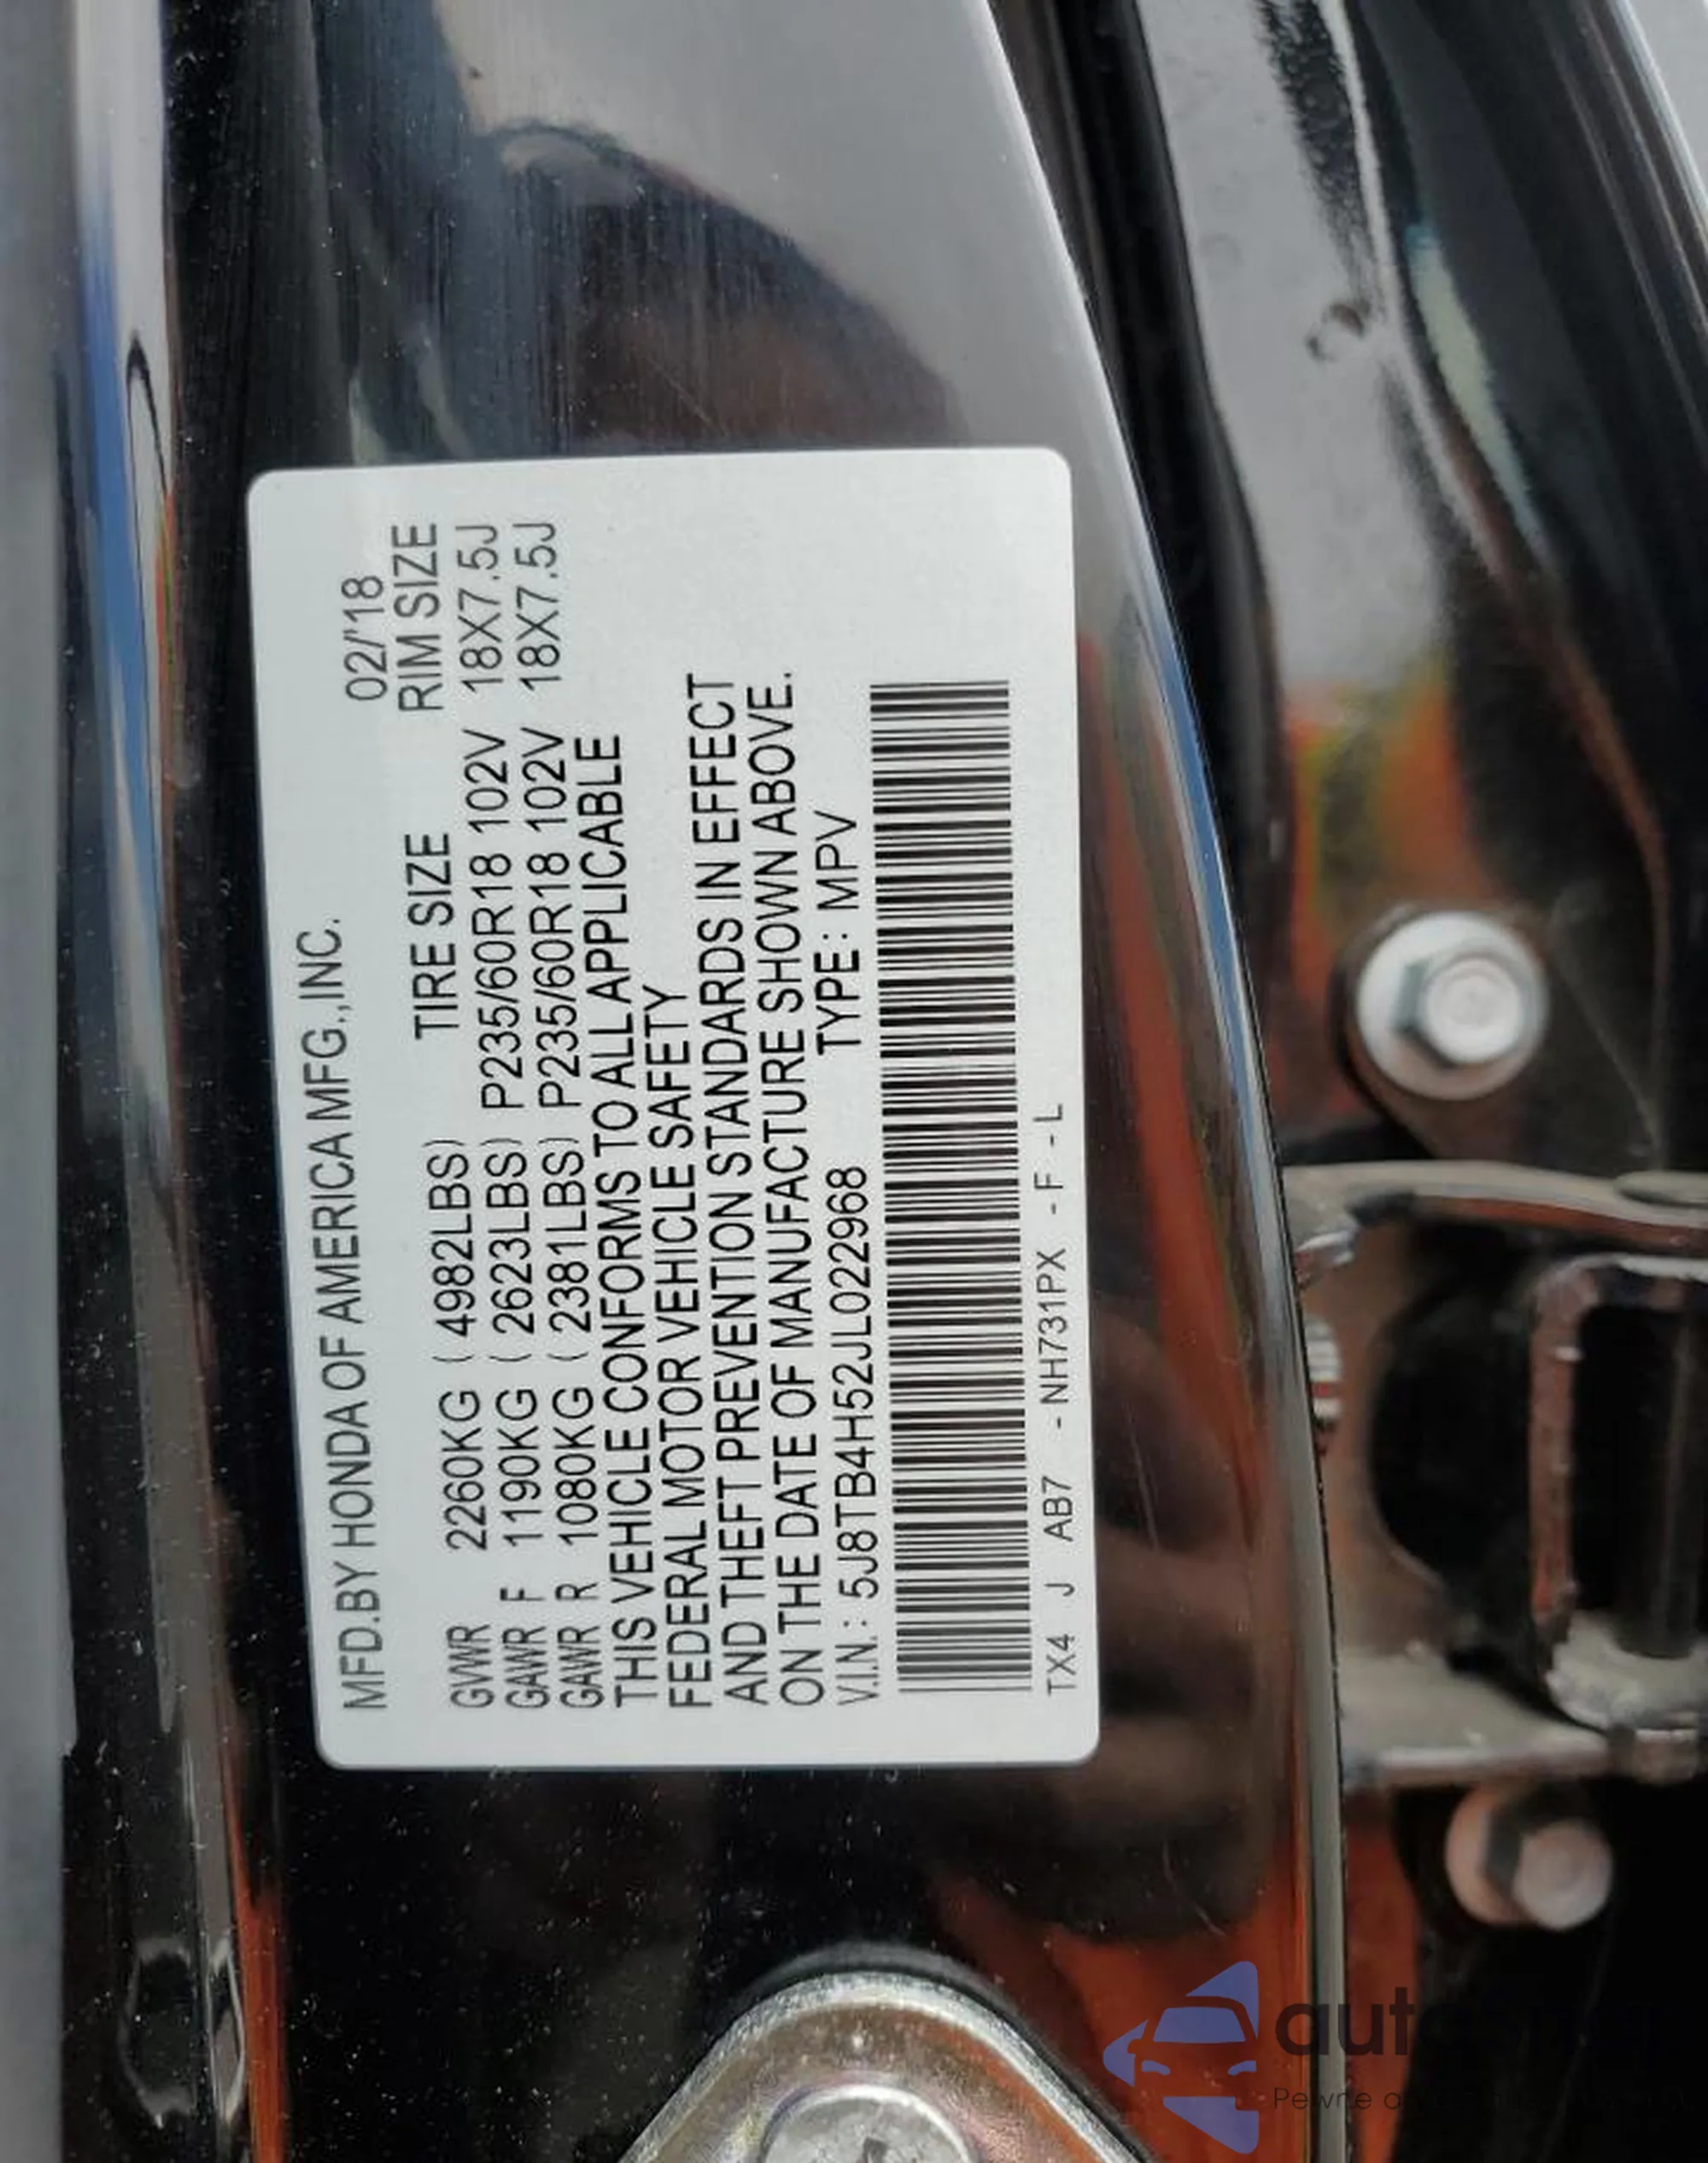 MFD.BY HONDA OF AMERICA MFG.,INC.
02/'18
TIRE SIZE RIM SIZE
GVWR 2260KG ( 4982LBS)
GAWR F 1190KG ( 2623LBS) P235/60R18 102V 18X7.5J
GAWR R 1080KG ( 2381LBS) P235/60R18 102V 18X7.5J
THIS VEHICLE CONFORMS TO ALL APPLICABLE
FEDERAL MOTOR VEHICLE SAFETY
AND THEFT PREVENTION STANDARDS IN EFFECT
ON THE DATE OF MANUFACTURE SHOWN ABOVE.
V.I.N.: 5J8TB4H52JL022968 TYPE: MPV
TX4 J AB7 -NH731PX -F -L
Pewne